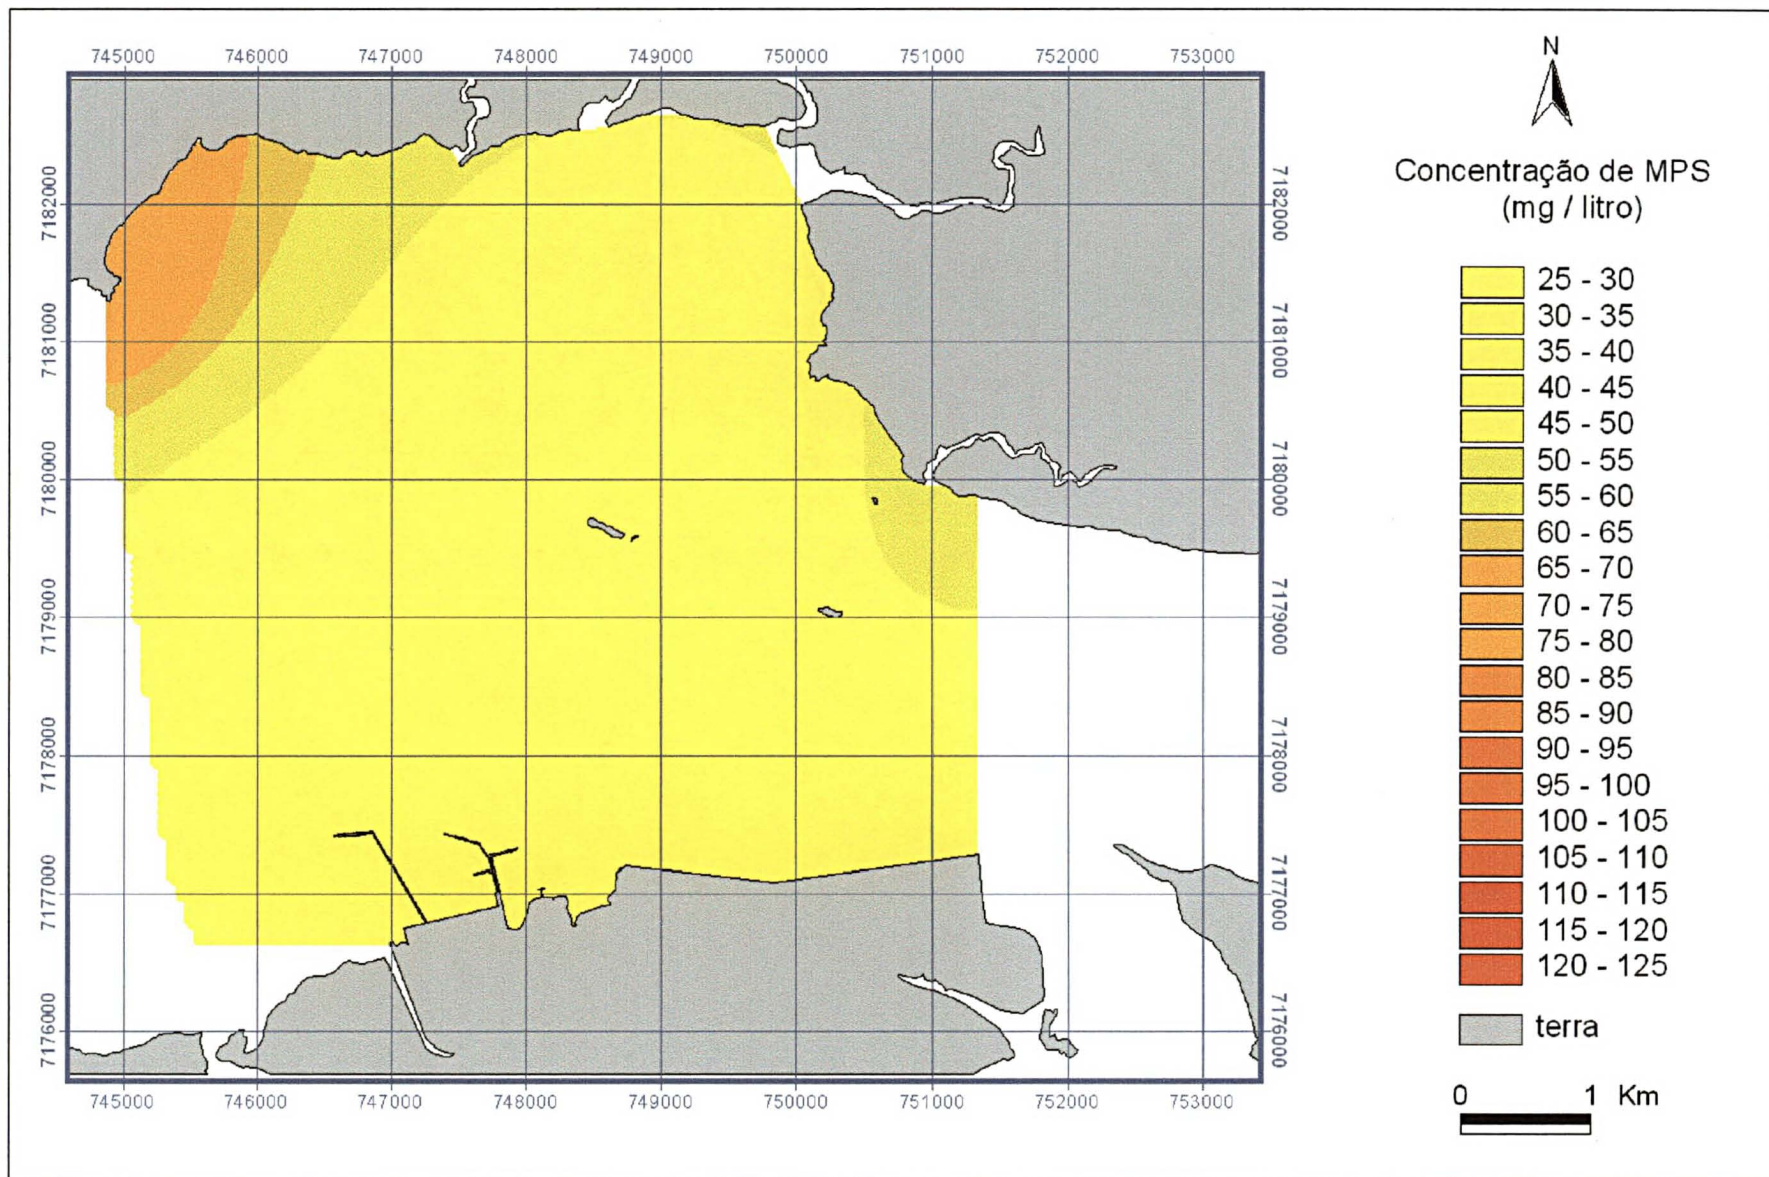 745000 746000 747000 748000 749000 750000 751000 752000 753000
N
Concentração de MPS
(mg / litro)
7182000 7182000
7181000 7181000
7180000 7180000
7179000 7179000
7178000 7178000
7177000 7177000
7176000 7176000
25 - 30
30 - 35
35 - 40
40 - 45
45 - 50
50 - 55
55 - 60
60 - 65
65 - 70
70 - 75
75 - 80
80 - 85
85 - 90
90 - 95
95 - 100
100 - 105
105 - 110
110 - 115
115 - 120
120 - 125
terra
0 1 Km
745000 746000 747000 748000 749000 750000 751000 752000 753000